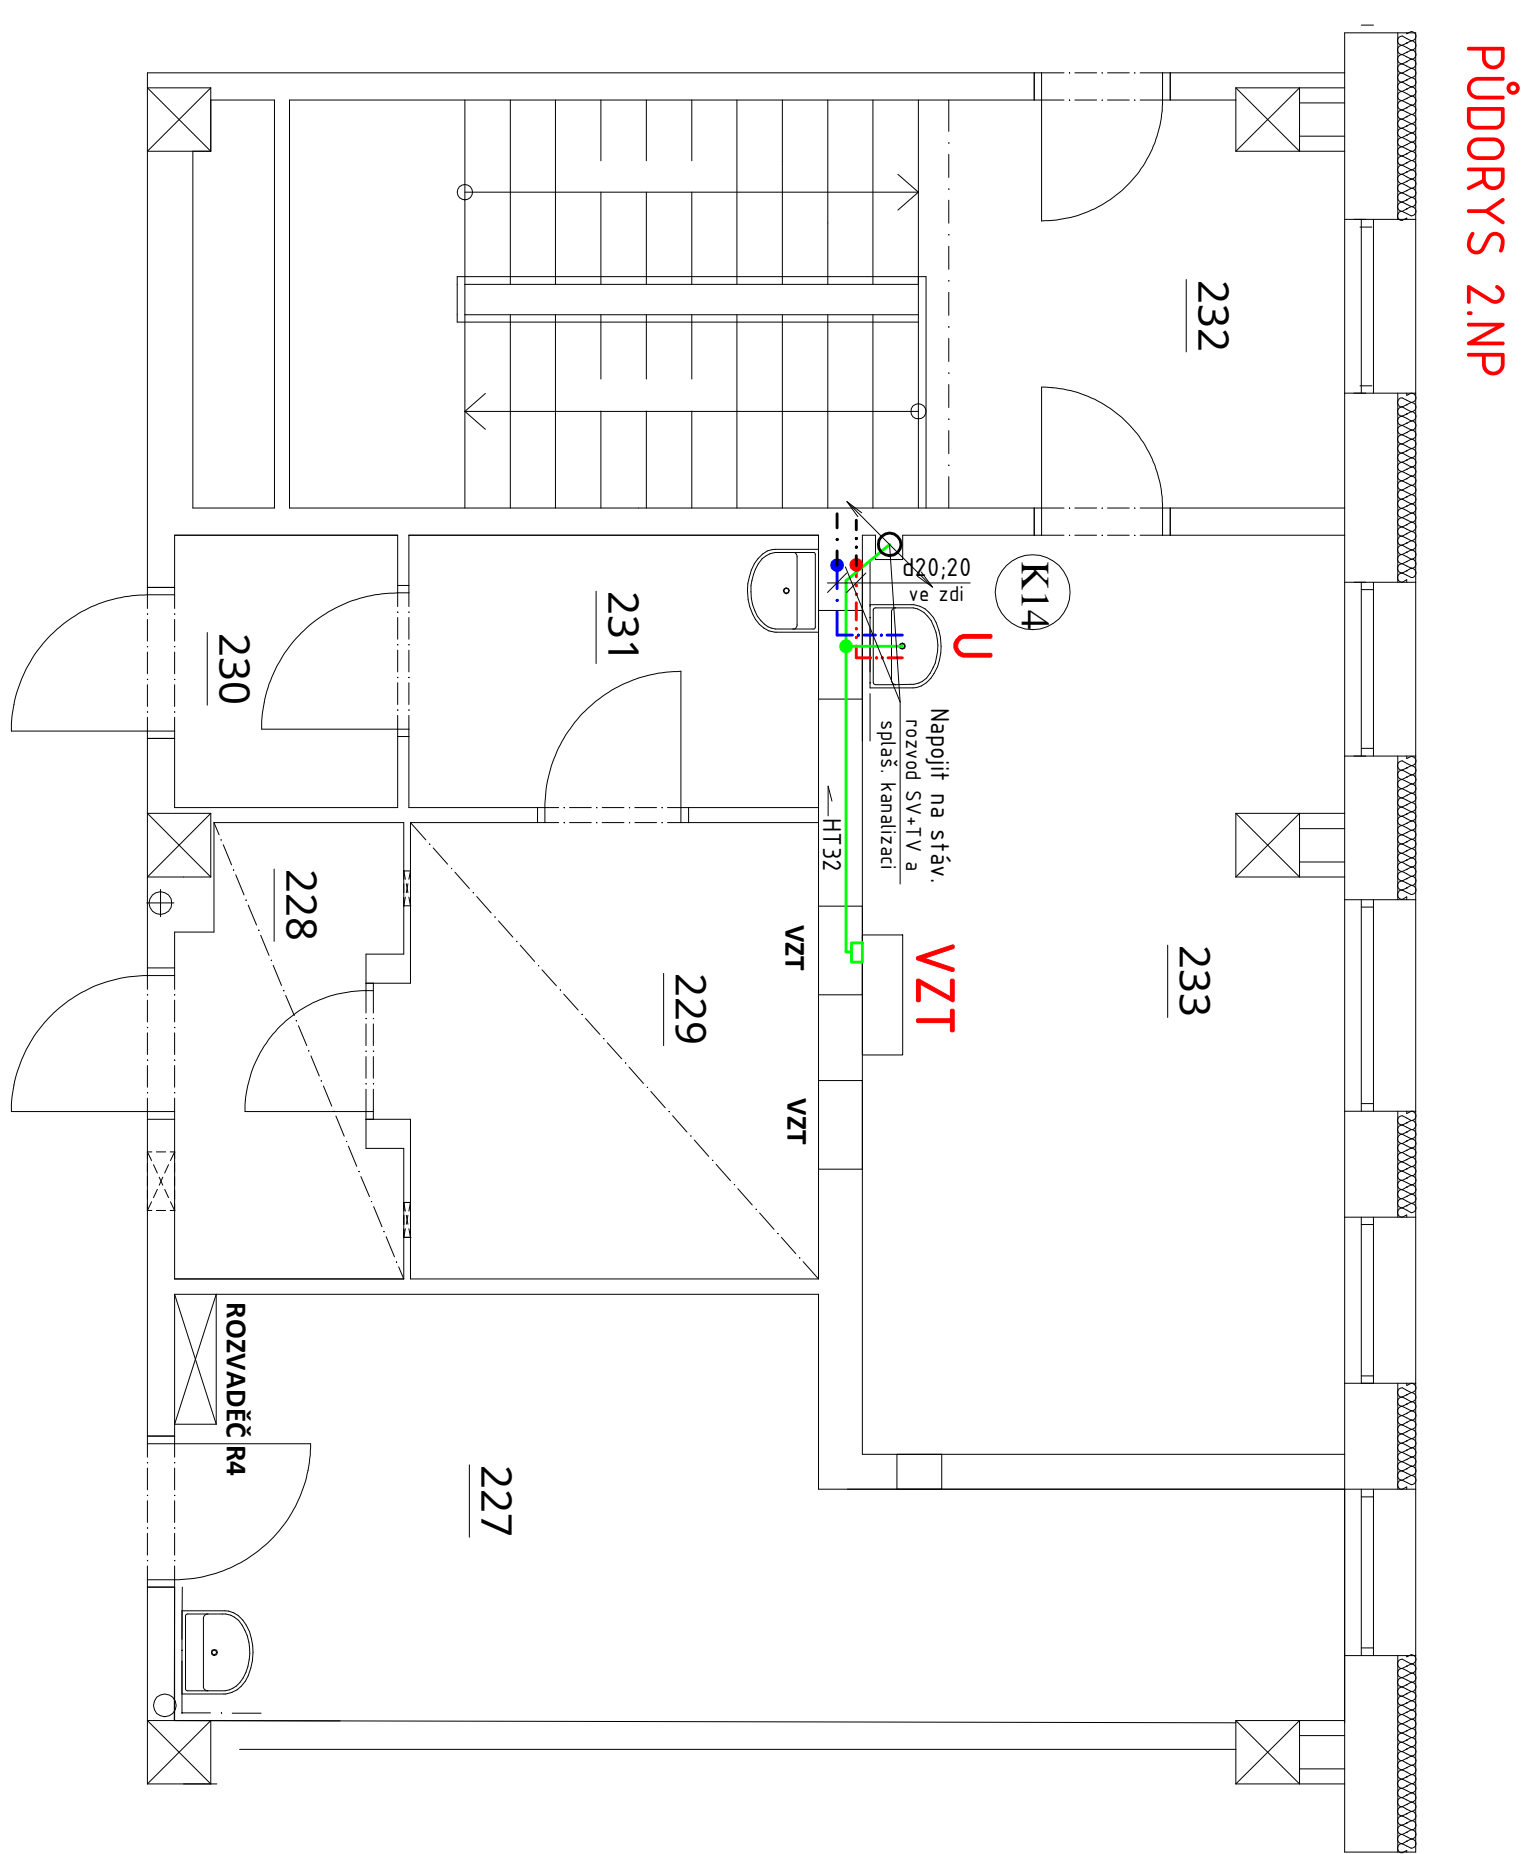 PŮDORYS 2.NP
232
K14
d20;20
ve zdi
U
Napojit na stáv.
rozvod SV+TV a
splaš. kanalizaci
HT32
231
230
233
VZT
VZT
VZT
229
228
ROZVADĚČ R4
227